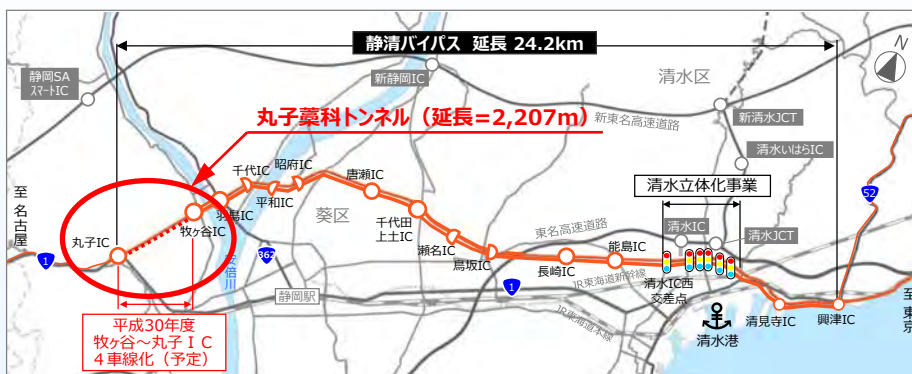 静清バイパス 延長 24.2km
N
静岡SA
スマートIC
新静岡IC
清水区
新清水JCT
新東名高速道路
丸子藁科トンネル（延長=2,207m）
清水いはらIC
52
千代IC
昭府IC
平和IC
唐瀬IC
清水立体化事業
至 名古屋
羽鳥IC
牧ヶ谷IC
葵区
千代田
上土IC
東名高速道路
清水IC
清水JCT
丸子IC
362
安倍川
瀬名IC
鳥坂IC
能島IC
長崎IC
1
1
静岡駅
JR東海道新幹線
JR東海道本線
清水IC西
交差点
清水港
清見寺IC
興津IC
至 東京
平成30年度
牧ヶ谷～丸子ＩＣ
４車線化（予定）